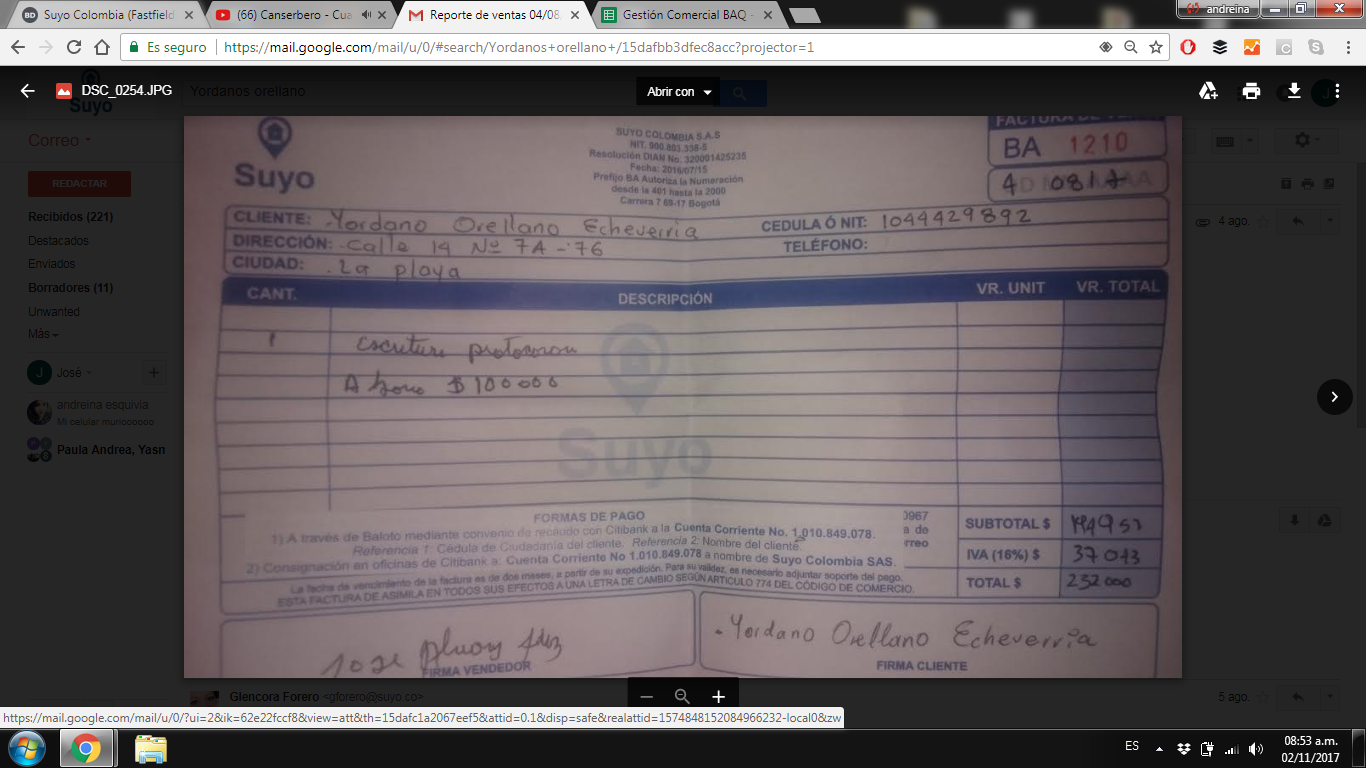 Suyo Colombia (Fastfield
(66) Canserbero - Cua
Reporte de ventas 04/08
Gestión Comercial BAQ -
andreina
Es seguro
https://mail.google.com/mail/u/0/#search/Yordanos+orellano+/15dafbb3dfec8acc?projector=1
DSC_0254.JPG
Yordanos orellano
Abrir con
Suyo
Correo
REDACTAR
Recibidos (221)
Destacados
Enviados
Borradores (11)
Unwanted
Más
José
andreina esquivia
Mi celular murioooooo
Paula Andrea, Yasn
4 ago.
Suyo
SUYO COLOMBIA S.A.S
NIT. 900.803.338-5
Resolución DIAN No. 320001425235
Fecha: 2016/07/15
Prefijo BA Autoriza la Numeración
desde la 401 hasta la 2000
Carrera 7 69-17 Bogotá
FACTURA DE
BA 1210
4 08 17
CLIENTE: Yordano Orellano Echeverria
CEDULA Ó NIT: 1044429892
DIRECCIÓN: Calle 14 Nº 7A - 76
TELÉFONO:
CIUDAD: La playa
CANT. DESCRIPCIÓN VR. UNIT VR. TOTAL
1 Escritura
Abono $ 100000
Suyo
FORMAS DE PAGO
1) A través de Baloto mediante convenio de recaudo con Citibank a la Cuenta Corriente No. 1.010.849.078.
Referencia 1: Cédula de Ciudadanía del cliente. Referencia 2: Nombre del cliente.
2) Consignación en oficinas de Citibank a: Cuenta Corriente No 1.010.849.078 a nombre de Suyo Colombia SAS.
La fecha de vencimiento de la factura es de dos meses, a partir de su expedición. Para su validez, es necesario adjuntar soporte del pago.
ESTA FACTURA DE ASIMILA EN TODOS SUS EFECTOS A UNA LETRA DE CAMBIO SEGÚN ARTICULO 774 DEL CÓDIGO DE COMERCIO.
0967
a de
rreo
SUBTOTAL $
IVA (16%) $ 37073
TOTAL $ 232000
Jose
FIRMA VENDEDOR
Yordano Orellano Echeverria
FIRMA CLIENTE
Glencora Forero <gforero@suyo.co>
5 ago.
https://mail.google.com/mail/u/0/?ui=2&ik=62e22fccf8&view=att&th=15dafc1a2067eef5&attid=0.1&disp=safe&realattid=1574848152084966232-local0&zw
ES
08:53 a.m.
02/11/2017